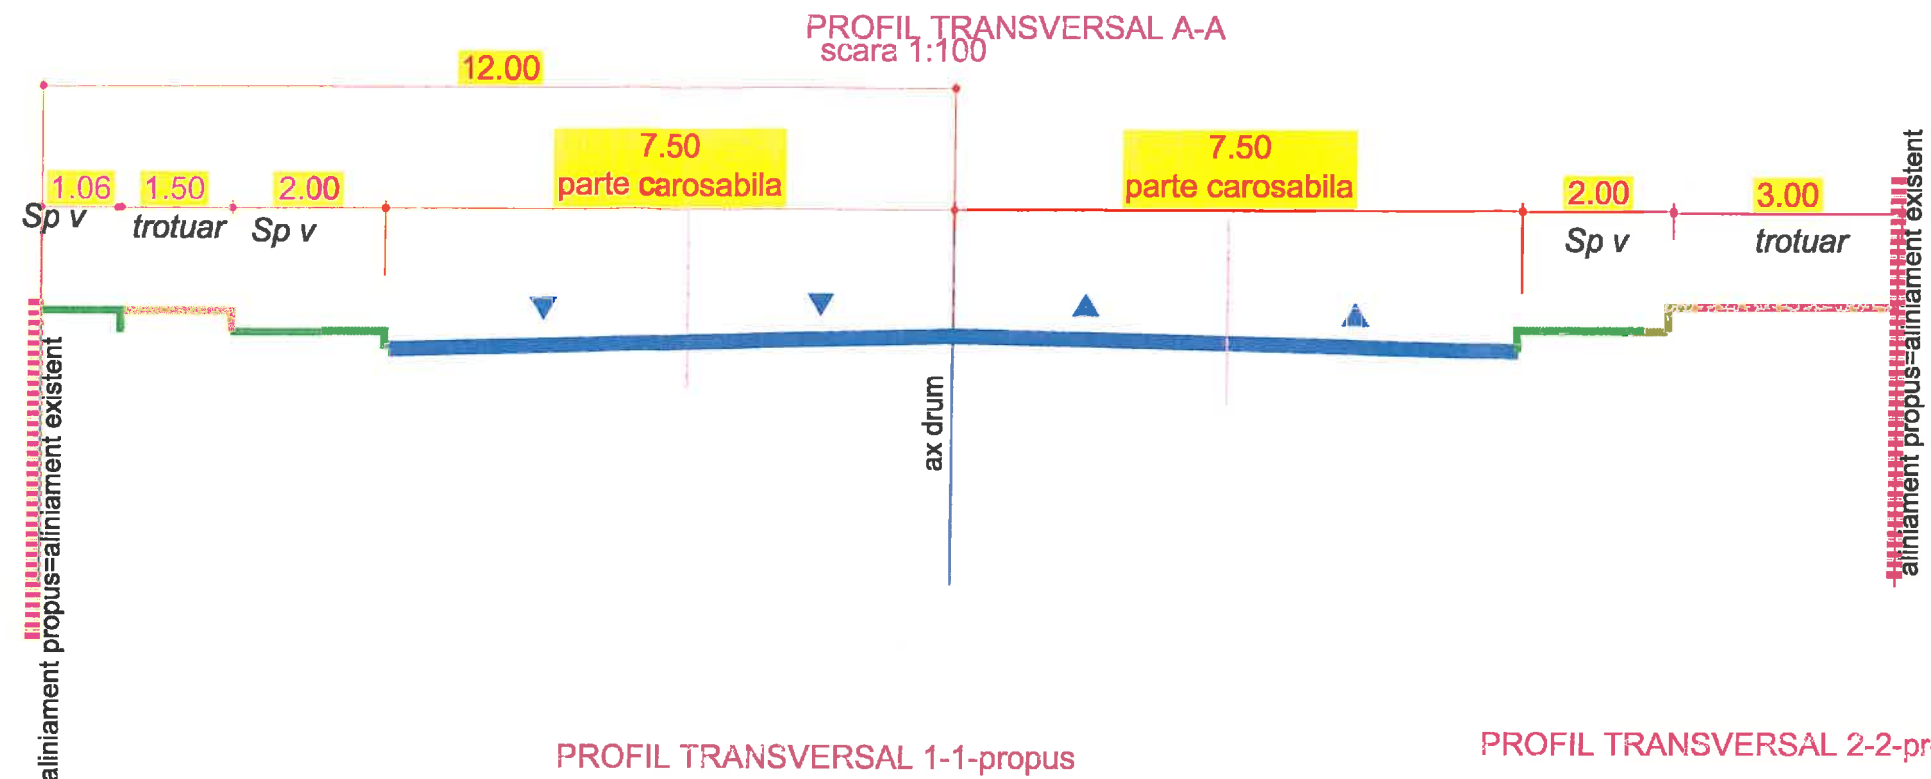 PROFIL TRANSVERSAL A-A
scara 1:100
12.00
7.50
parte carosabila
7.50
parte carosabila
1.06
1.50
2.00
2.00
3.00
Sp v
trotuar
Sp v
Sp v
trotuar
aliniament propus=aliniament existent
ax drum
aliniament propus=aliniament existent
PROFIL TRANSVERSAL 1-1-propus
PROFIL TRANSVERSAL 2-2-pr